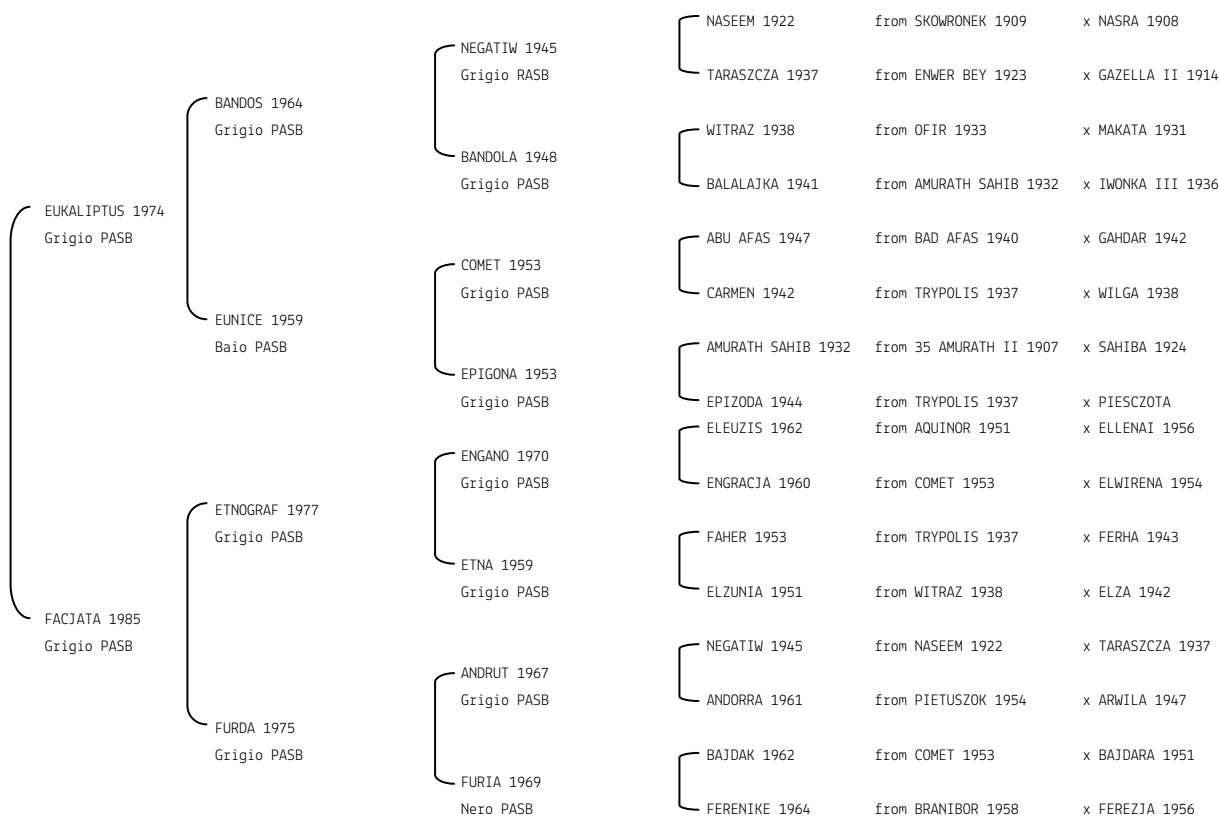 NASEEM 1922 from SKOWRONEK 1909 x NASRA 1908
NEGATIW 1945
Grigio RASB
TARASZCZA 1937 from ENWER BEY 1923 x GAZELLA II 1914
BANDOS 1964
Grigio PASB
WITRAZ 1938 from OFIR 1933 x MAKATA 1931
BANDOLA 1948
Grigio PASB
BALALAJKA 1941 from AMURATH SAHIB 1932 x IWONKA III 1936
EUKALIPTUS 1974
Grigio PASB
ABU AFAS 1947 from BAD AFAS 1940 x GAHDAR 1942
COMET 1953
Grigio PASB
CARMEN 1942 from TRYPOLIS 1937 x WILGA 1938
EUNICE 1959
Baio PASB
AMURATH SAHIB 1932 from 35 AMURATH II 1907 x SAHIBA 1924
EPIGONA 1953
Grigio PASB
EPIZODA 1944 from TRYPOLIS 1937 x PIESCZOTA
ELEUZIS 1962 from AQUINOR 1951 x ELLENAI 1956
ENGANO 1970
Grigio PASB
ENGRACJA 1960 from COMET 1953 x ELWIRENA 1954
ETNOGRAF 1977
Grigio PASB
FAHER 1953 from TRYPOLIS 1937 x FERHA 1943
ETNA 1959
Grigio PASB
ELZUNIA 1951 from WITRAZ 1938 x ELZA 1942
FACJATA 1985
Grigio PASB
NEGATIW 1945 from NASEEM 1922 x TARASZCZA 1937
ANDRUT 1967
Grigio PASB
ANDORRA 1961 from PIETUSZOK 1954 x ARWILA 1947
FURDA 1975
Grigio PASB
BAJDAK 1962 from COMET 1953 x BAJDARA 1951
FURIA 1969
Nero PASB
FERENIKE 1964 from BRANIBOR 1958 x FEREZJA 1956